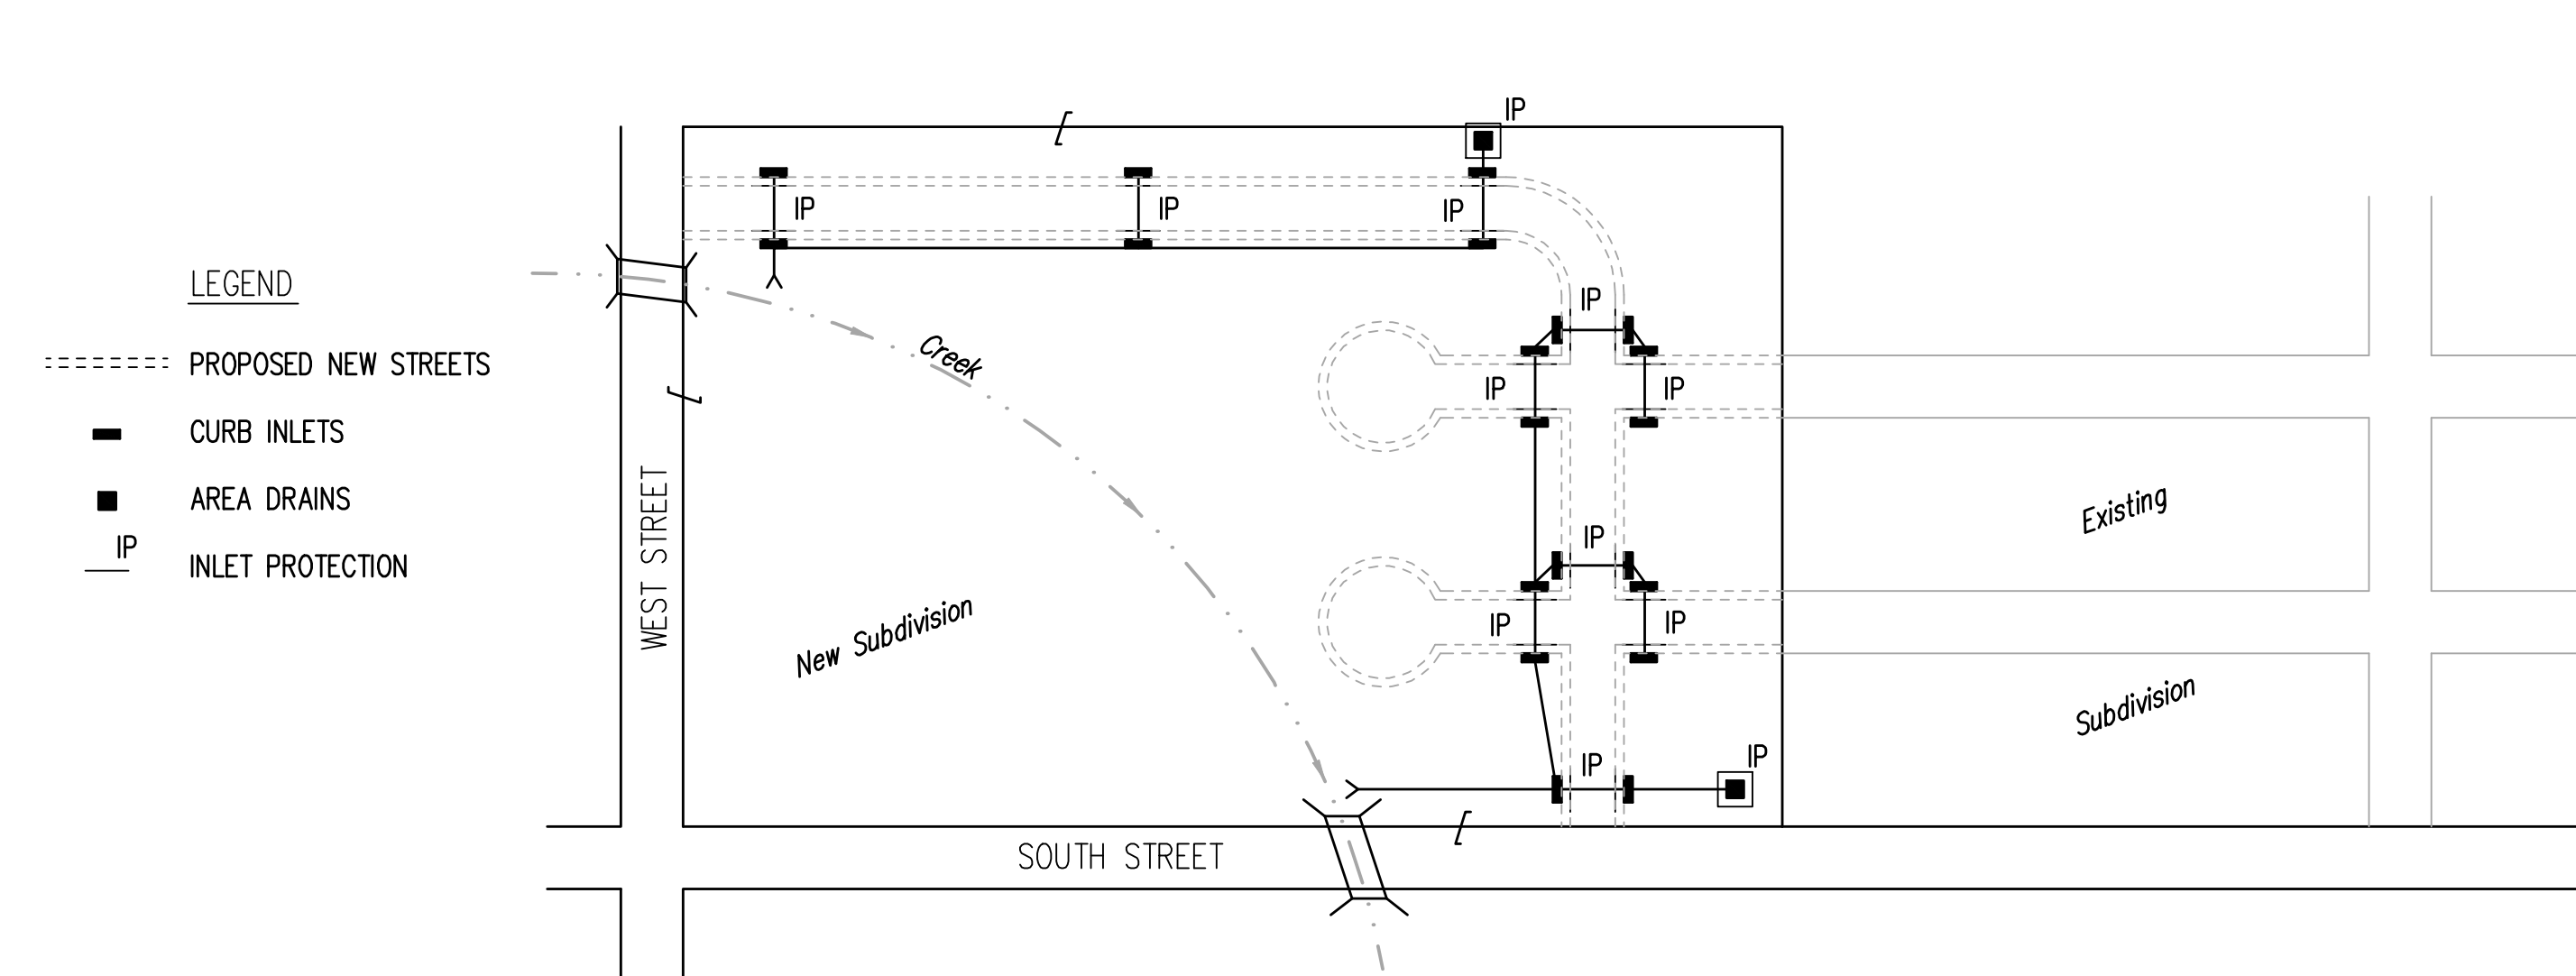 IP
IP
IP
IP
LEGEND
IP
PROPOSED NEW STREETS
Creek
IP
IP
CURB INLETS
AREA DRAINS
Existing
IP
IP
INLET PROTECTION
WEST STREET
New Subdivision
IP
IP
Subdivision
IP
IP
SOUTH STREET